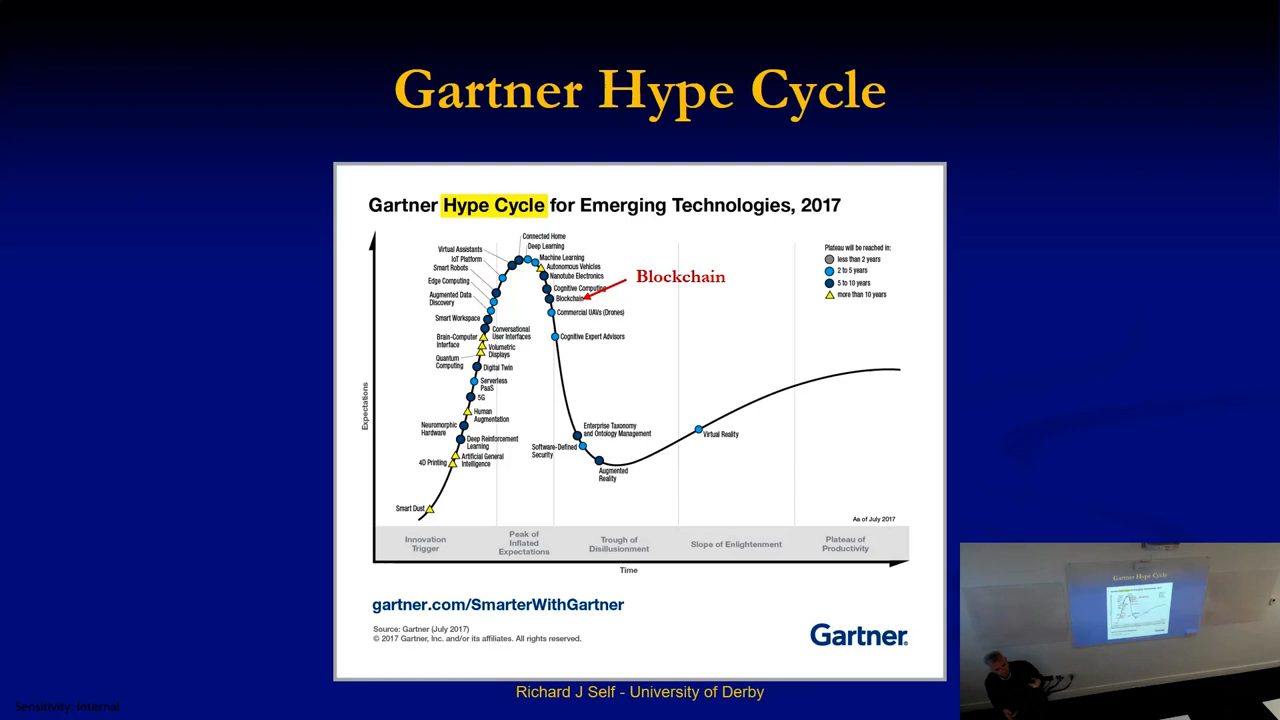 Gartner Hype Cycle
Gartner Hype Cycle for Emerging Technologies, 2017
Expectations
Connected Home
Deep Learning
Virtual Assistants
Machine Learning
IoT Platform
Autonomous Vehicles
Smart Robots
Nanotube Electronics
Edge Computing
Cognitive Computing
Blockchain
Blockchain
Augmented Data
Discovery
Commercial UAVs (Drones)
Smart Workspace
Conversational
User Interfaces
Cognitive Expert Advisors
Brain-Computer
Interface
Volumetric
Displays
Quantum
Computing
Digital Twin
Serverless
PaaS
5G
Human
Augmentation
Neuromorphic
Hardware
Deep Reinforcement
Learning
Artificial General
Intelligence
4D Printing
Smart Dust
Enterprise Taxonomy
and Ontology Management
Software-Defined
Security
Augmented
Reality
Virtual Reality
Plateau will be reached in:
less than 2 years
2 to 5 years
5 to 10 years
more than 10 years
As of July 2017
Innovation
Trigger
Peak of
Inflated
Expectations
Trough of
Disillusionment
Slope of Enlightenment
Plateau of
Productivity
Time
gartner.com/SmarterWithGartner
Source: Gartner (July 2017)
© 2017 Gartner, Inc. and/or its affiliates. All rights reserved.
Gartner.
Richard J Self - University of Derby
Sensitivity: Internal
Gartner Hype Cycle